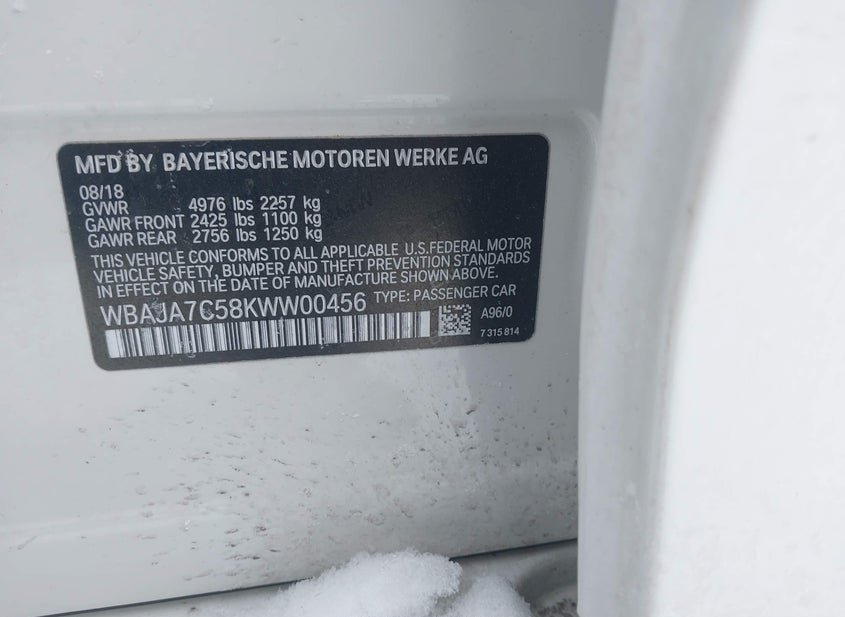 MFD BY BAYERISCHE MOTOREN WERKE AG
08/18
GVWR 4976 lbs 2257 kg
GAWR FRONT 2425 lbs 1100 kg
GAWR REAR 2756 lbs 1250 kg
THIS VEHICLE CONFORMS TO ALL APPLICABLE U.S.FEDERAL MOTOR
VEHICLE SAFETY, BUMPER AND THEFT PREVENTION STANDARDS
IN EFFECT ON THE DATE OF MANUFACTURE SHOWN ABOVE.
WBAJA7C58KWW00456 TYPE: PASSENGER CAR
A96/0
7 315 814